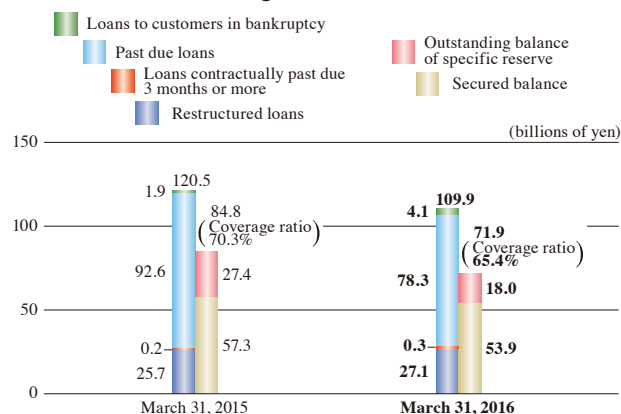 Loans to customers in bankruptcy
Past due loans
Loans contractually past due
3 months or more
Restructured loans
Outstanding balance
of specific reserve
Secured balance
(billions of yen)
150
100
50
0
120.5
1.9
92.6
0.2
25.7
84.8
(Coverage ratio)
70.3%
27.4
57.3
March 31, 2015
109.9
4.1
78.3
0.3
27.1
71.9
(Coverage ratio)
65.4%
18.0
53.9
March 31, 2016